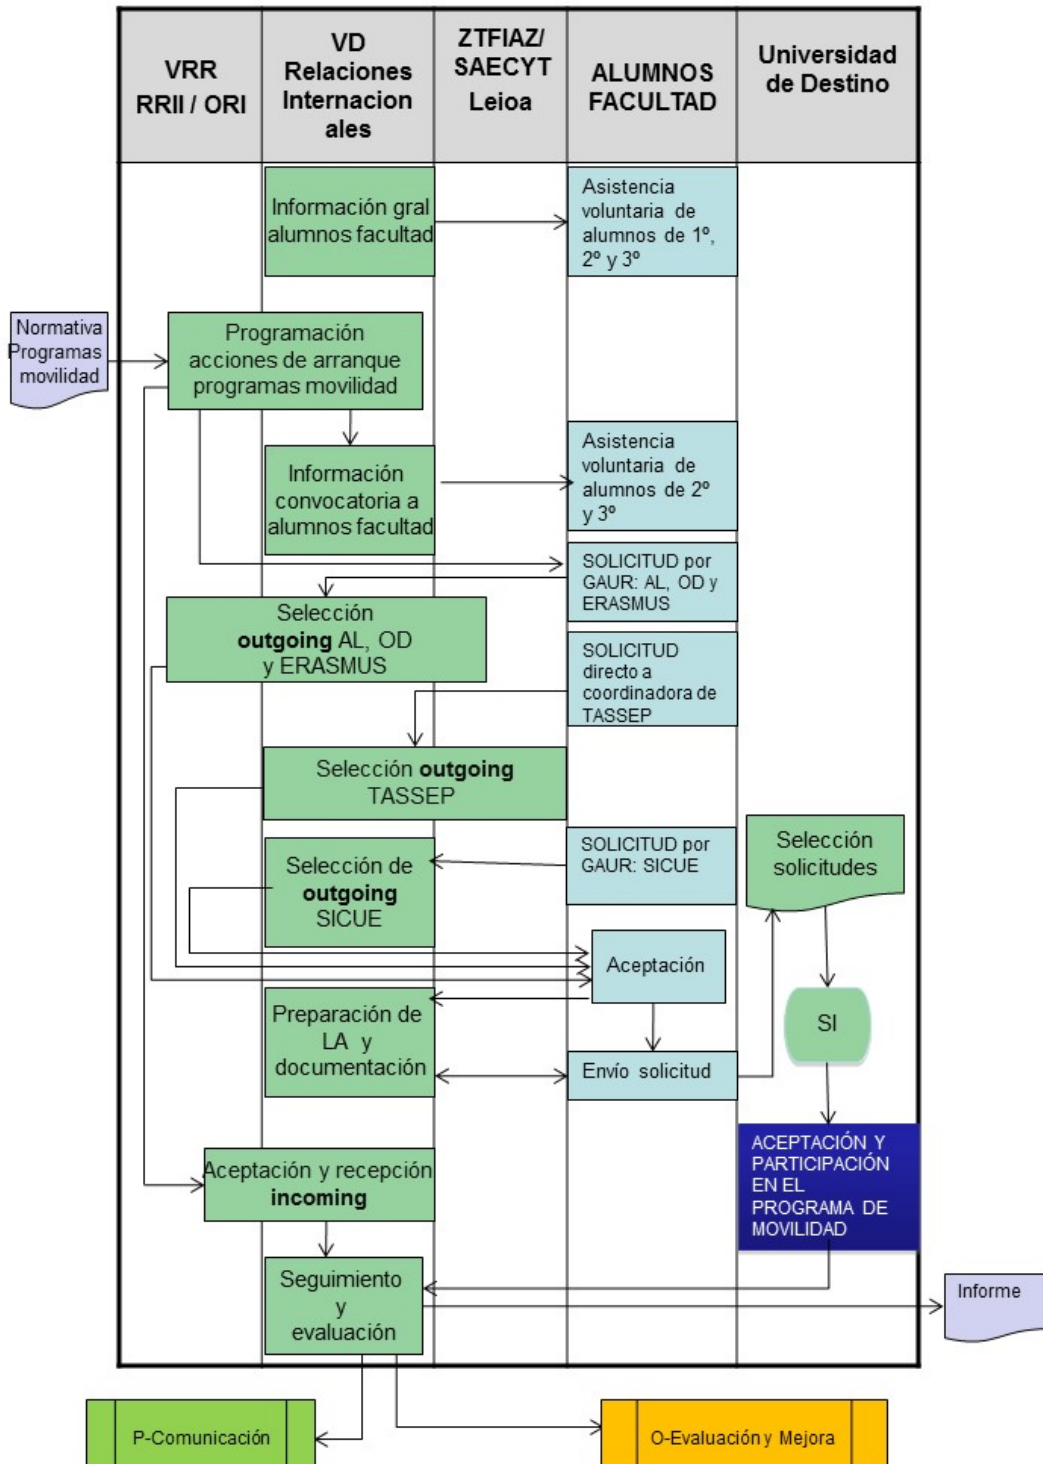 VRR
RRII / ORI
VD
Relaciones
Internacion
ales
ZTFIAZ/
SAECYT
Leioa
ALUMNOS
FACULTAD
Universidad
de Destino
Información gral
alumnos facultad
Asistencia
voluntaria de
alumnos de 1º,
2º y 3º
Normativa
Programas
movilidad
Programación
acciones de arranque
programas movilidad
Información
convocatoria a
alumnos facultad
Asistencia
voluntaria de
alumnos de 2º
y 3º
SOLICITUD por
GAUR: AL, OD y
ERASMUS
Selección
outgoing AL, OD
y ERASMUS
SOLICITUD
directo a
coordinadora de
TASSEP
Selección outgoing
TASSEP
SOLICITUD por
GAUR: SICUE
Selección de
outgoing
SICUE
Selección
solicitudes
Aceptación
SI
Preparación de
LA y
documentación
Envío solicitud
ACEPTACIÓN Y
PARTICIPACIÓN
EN EL
PROGRAMA DE
MOVILIDAD
Aceptación y recepción
incoming
Seguimiento
y
evaluación
Informe
P-Comunicación
O-Evaluación y Mejora